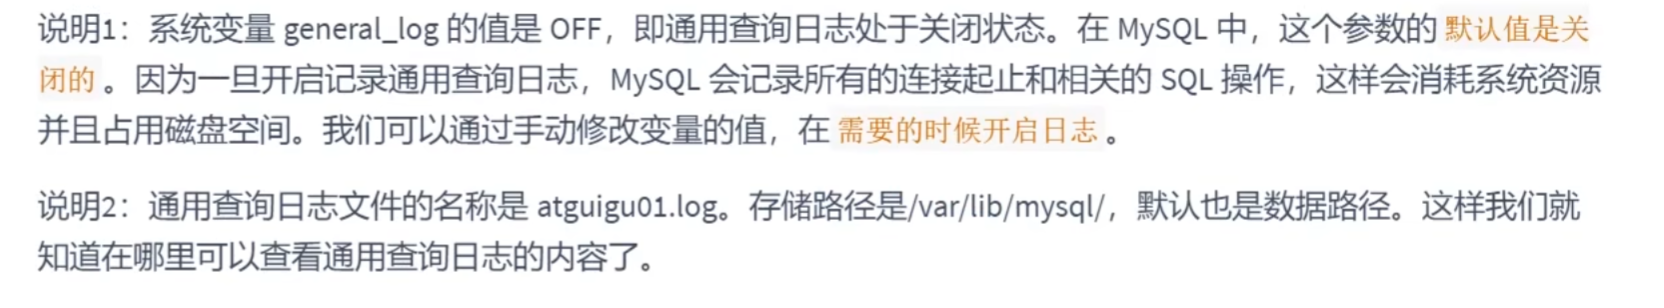 说明1：系统变量 general_log 的值是 OFF，即通用查询日志处于关闭状态。在 MySQL 中，这个参数的 默认值是关
闭的 。因为一旦开启记录通用查询日志，MySQL 会记录所有的连接起止和相关的 SQL 操作，这样会消耗系统资源
并且占用磁盘空间。我们可以通过手动修改变量的值，在 需要的时候开启日志 。
说明2：通用查询日志文件的名称是 atguigu01.log。存储路径是/var/lib/mysql/，默认也是数据路径。这样我们就
知道在哪里可以查看通用查询日志的内容了。